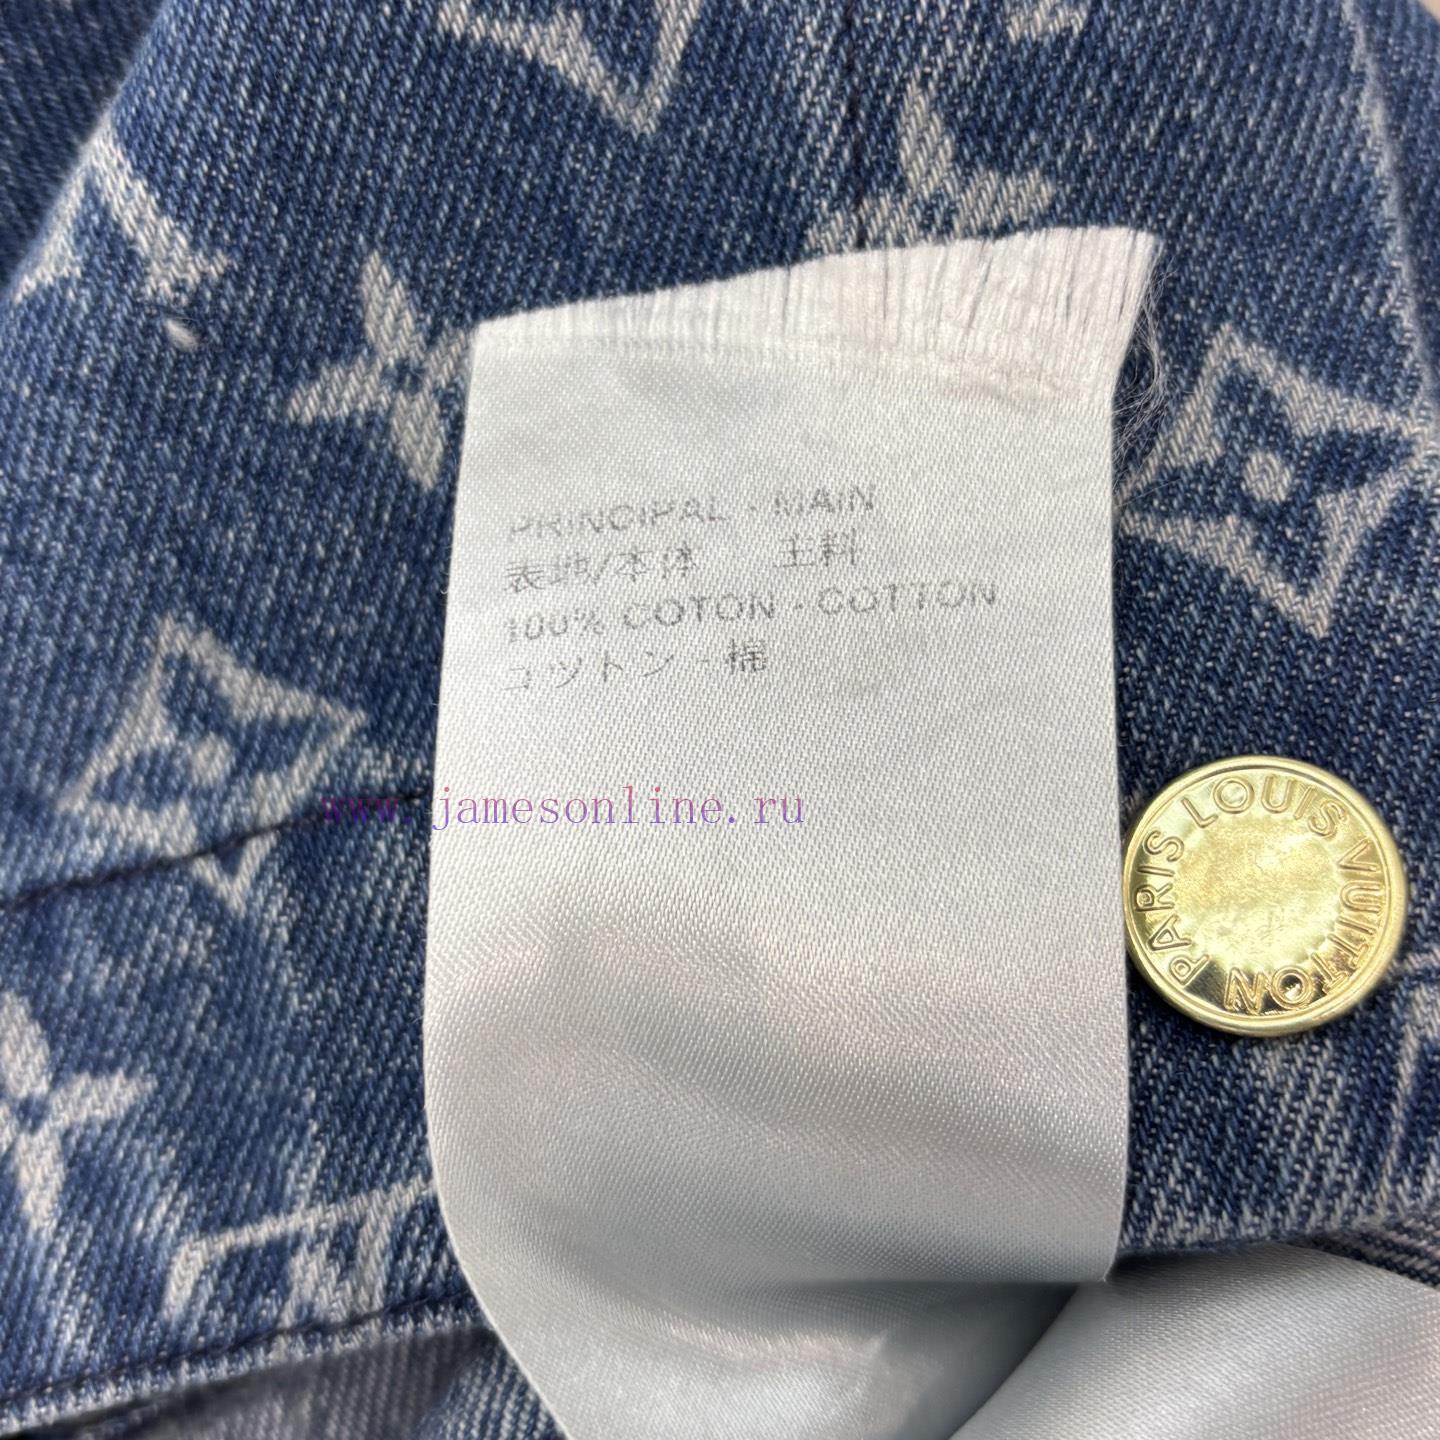 PRINCIPAL - MAIN
表地/本体 主料
100% COTON - COTTON
コットン - 棉
www.jamesonline.ru
PARIS LOUIS VUITTON